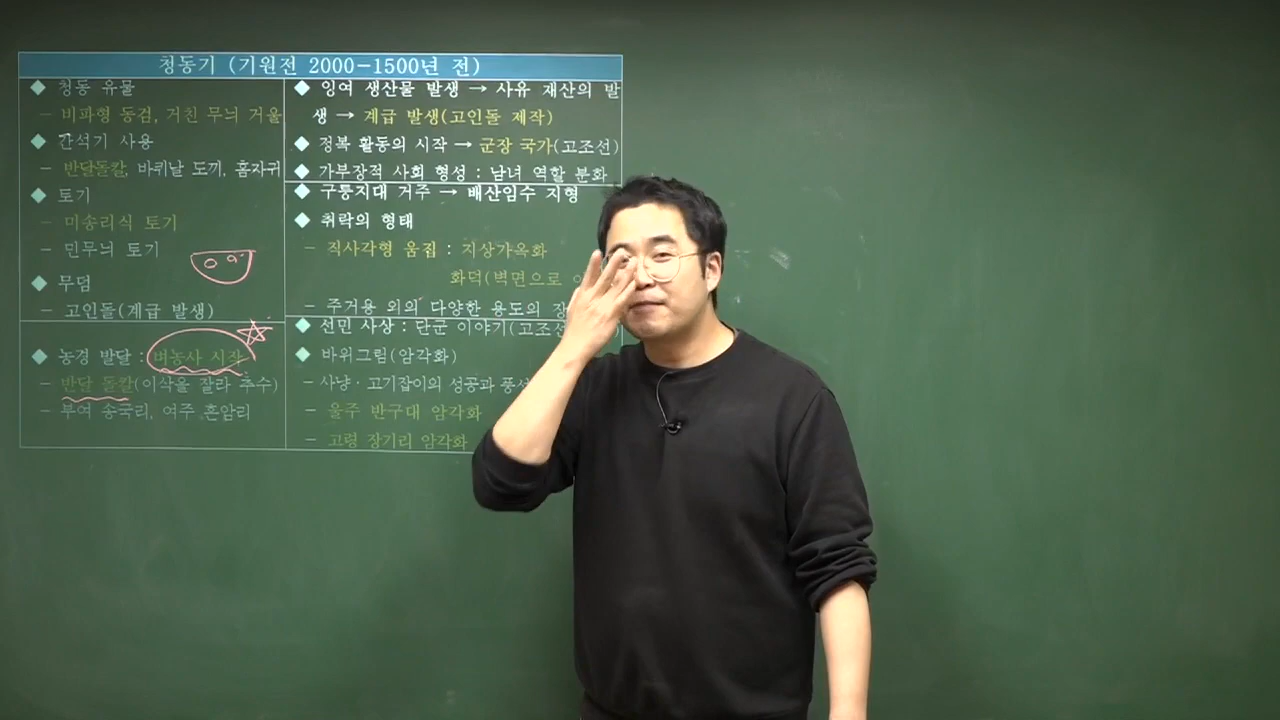 청동기 (기원전 2000-1500년 전)
◆ 청동 유물
- 비파형 동검, 거친 무늬 거울
◆ 간석기 사용
- 반달돌칼, 바퀴날 도끼, 홈자귀
◆ 토기
- 미송리식 토기
- 민무늬 토기
◆ 무덤
- 고인돌(계급 발생)
◆ 농경 발달 : 벼농사 시작
- 반달 돌칼(이삭을 잘라 추수)
- 부여 송국리, 여주 흔암리
◆ 잉여 생산물 발생 → 사유 재산의 발
생 → 계급 발생(고인돌 제작)
◆ 정복 활동의 시작 → 군장 국가(고조선)
◆ 가부장적 사회 형성 : 남녀 역할 분화
◆ 구릉지대 거주 → 배산임수 지형
◆ 취락의 형태
- 직사각형 움집 : 지상가옥화
화덕(벽면으로
- 주거용 외의 다양한 용도의
◆ 선민 사상 : 단군 이야기(고조선
◆ 바위그림(암각화)
- 사냥·고기잡이의 성공과
- 울주 반구대 암각화
- 고령 장기리 암각화